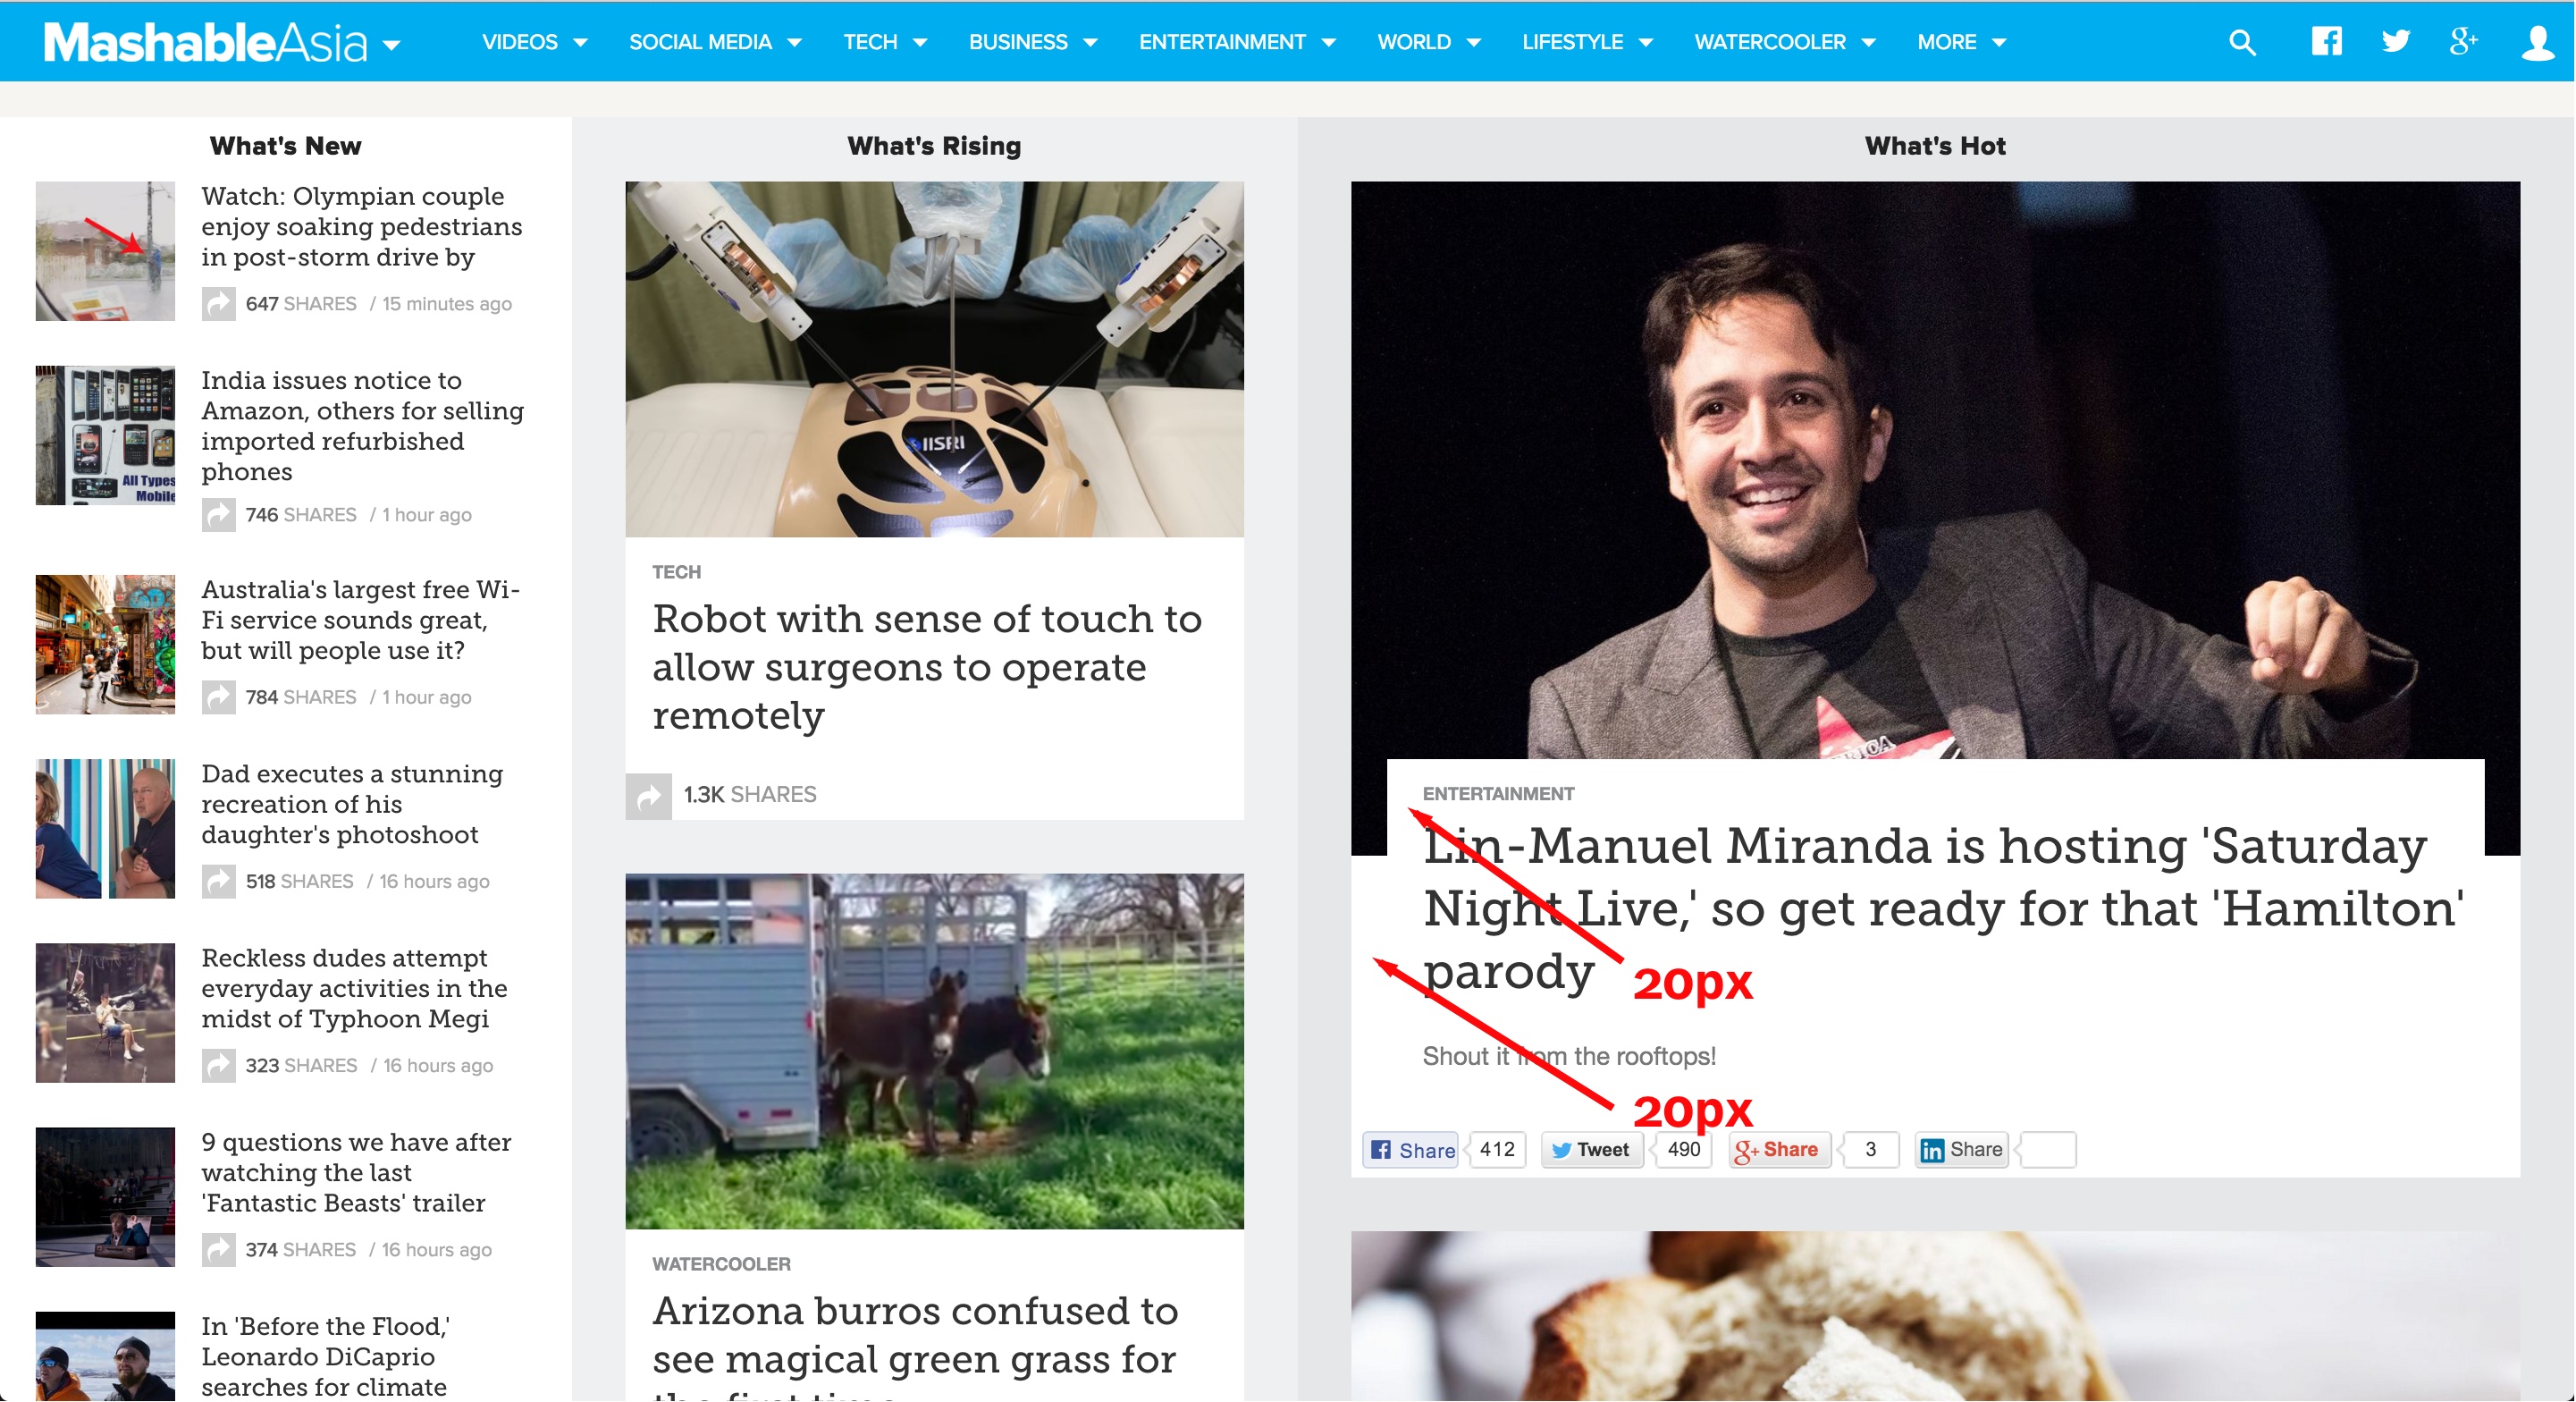 MashableAsia
VIDEOS SOCIAL MEDIA TECH BUSINESS ENTERTAINMENT WORLD LIFESTYLE WATERCOOLER MORE
What's New
Watch: Olympian couple
enjoy soaking pedestrians
in post-storm drive by
647 SHARES / 15 minutes ago
India issues notice to
Amazon, others for selling
imported refurbished
phones
All Types
Mobile
746 SHARES / 1 hour ago
Australia's largest free Wi-
Fi service sounds great,
but will people use it?
784 SHARES / 1 hour ago
Dad executes a stunning
recreation of his
daughter's photoshoot
518 SHARES / 16 hours ago
Reckless dudes attempt
everyday activities in the
midst of Typhoon Megi
323 SHARES / 16 hours ago
9 questions we have after
watching the last
'Fantastic Beasts' trailer
374 SHARES / 16 hours ago
In 'Before the Flood,'
Leonardo DiCaprio
searches for climate
What's Rising
IISRI
TECH
Robot with sense of touch to
allow surgeons to operate
remotely
1.3K SHARES
WATERCOOLER
Arizona burros confused to
see magical green grass for
the first time
What's Hot
ENTERTAINMENT
Lin-Manuel Miranda is hosting 'Saturday
Night Live,' so get ready for that 'Hamilton'
parody
20px
Shout it from the rooftops!
20px
Share 412 Tweet 490 g+ Share 3 in Share